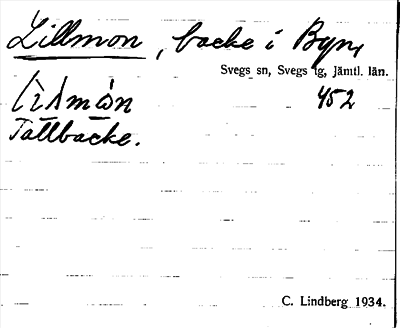 Lillmon, backe i Byn,
Svegs sn, Svegs tg, jämtl. län.
452
Tallbacke.
C. Lindberg 1934.